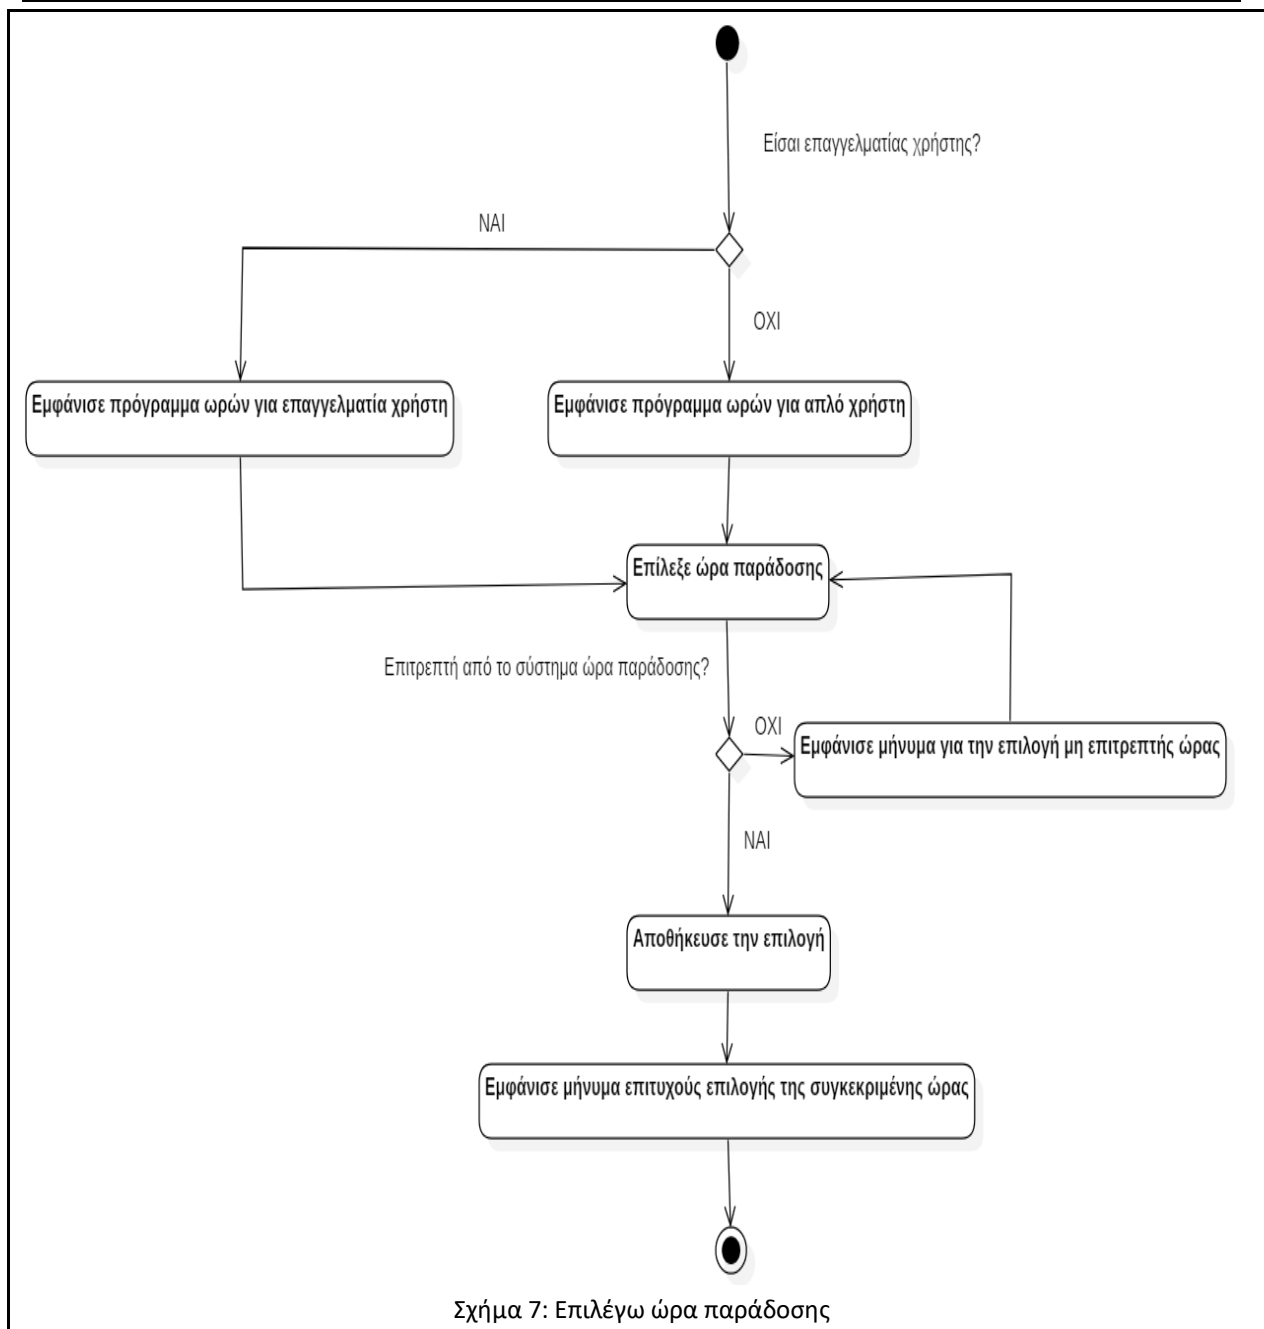 Είσαι επαγγελματίας χρήστης?
ΝΑΙ
ΟΧΙ
Εμφάνισε πρόγραμμα ωρών για επαγγελματία χρήστη
Εμφάνισε πρόγραμμα ωρών για απλό χρήστη
Επίλεξε ώρα παράδοσης
Επιτρεπτή από το σύστημα ώρα παράδοσης?
ΟΧΙ
Εμφάνισε μήνυμα για την επιλογή μη επιτρεπτής ώρας
ΝΑΙ
Αποθήκευσε την επιλογή
Εμφάνισε μήνυμα επιτυχούς επιλογής της συγκεκριμένης ώρας
Σχήμα 7: Επιλέγω ώρα παράδοσης